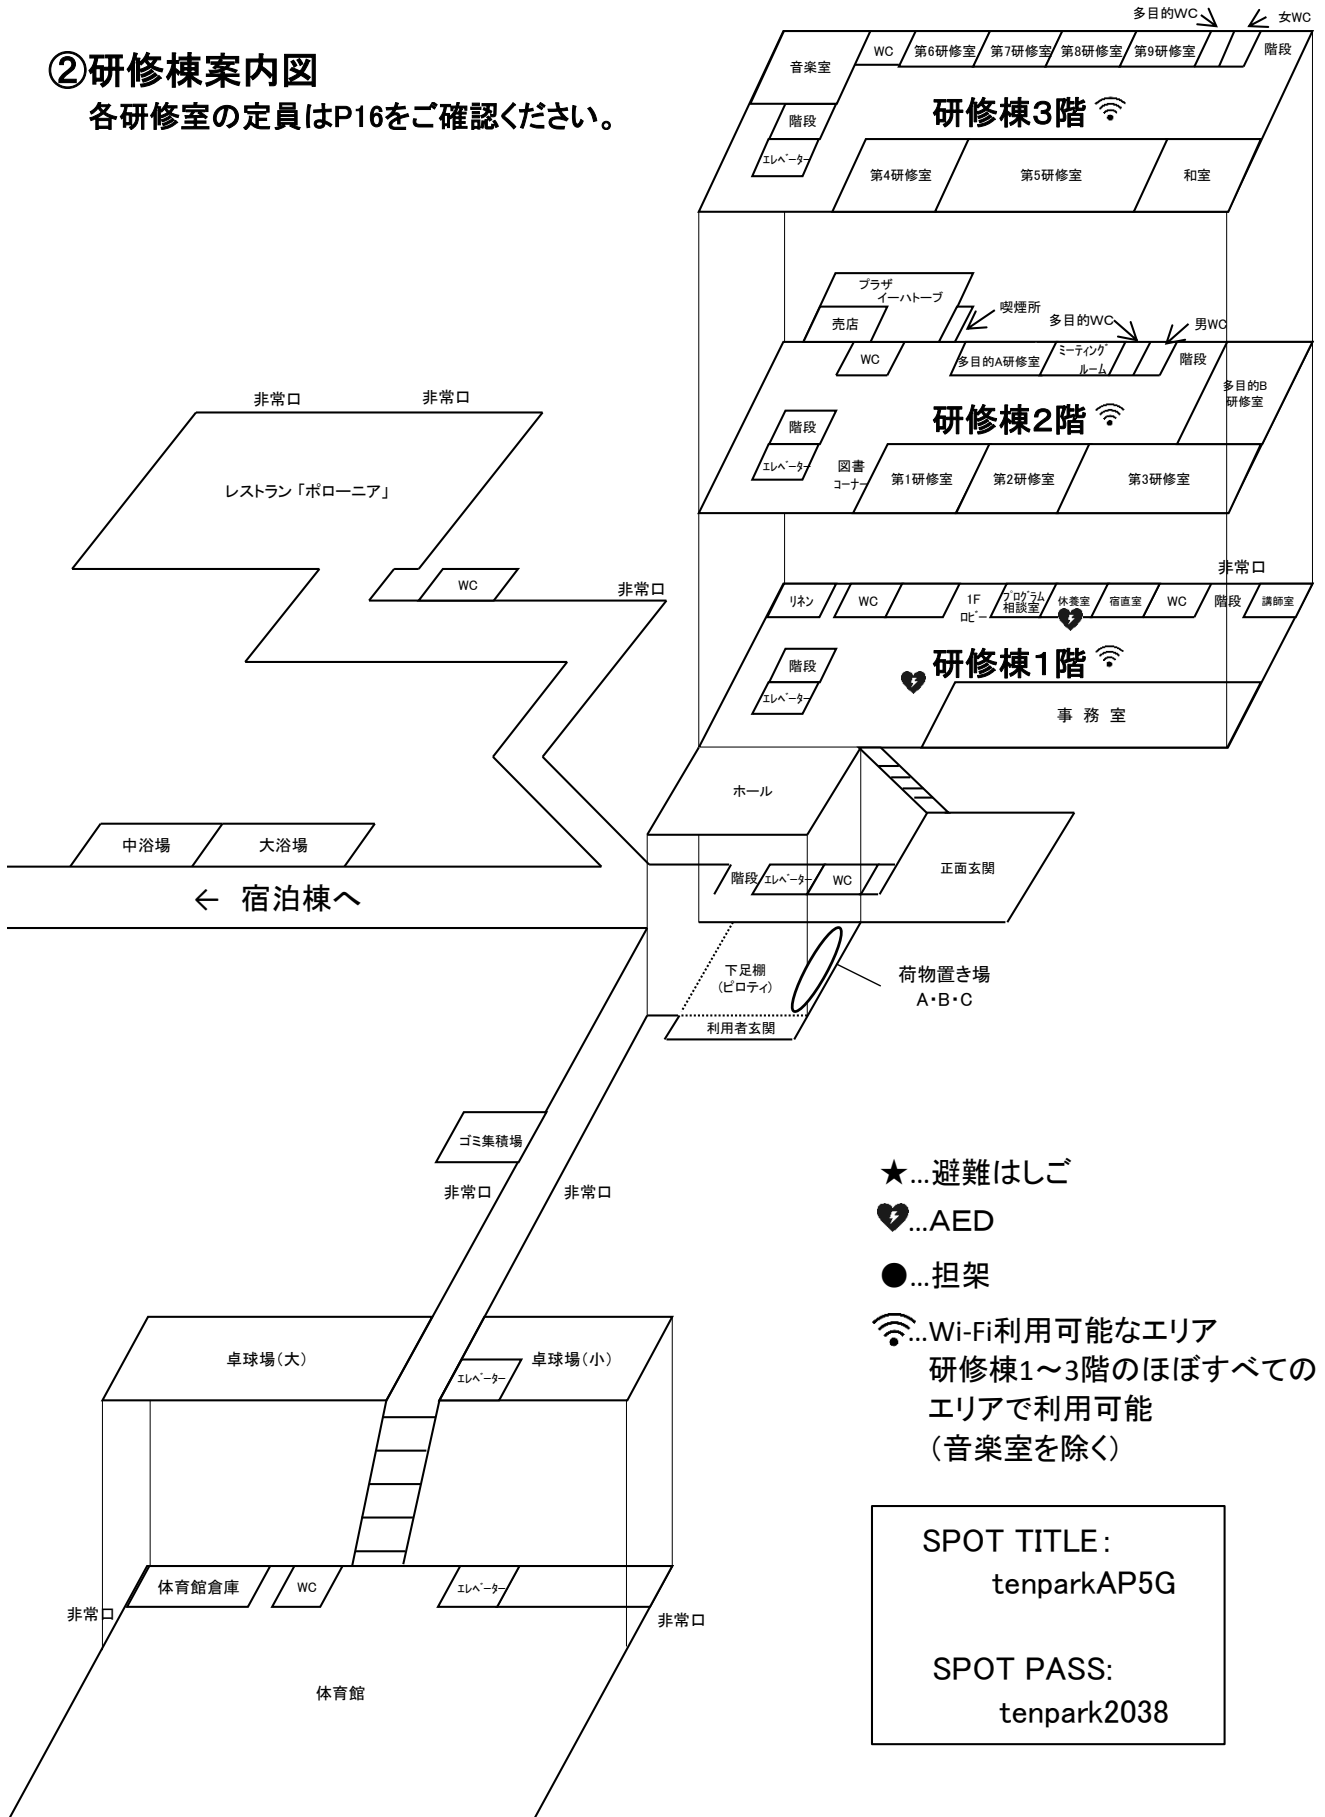 ②研修棟案内図
各研修室の定員はP16をご確認ください。
多目的WC
女WC
音楽室
WC
第6研修室
第7研修室
第8研修室
第9研修室
階段
研修棟3階
階段
エレベーター
第4研修室
第5研修室
和室
プラザ
イーハトーブ
売店
喫煙所
多目的WC
男WC
WC
多目的A研修室
ミーティング
ルーム
階段
多目的B
研修室
研修棟2階
階段
エレベーター
図書
コーナー
第1研修室
第2研修室
第3研修室
非常口
非常口
レストラン「ポローニア」
WC
非常口
非常口
リネン
WC
1F
ロビー
プログラム
相談室
休養室
宿直室
WC
階段
講師室
研修棟1階
階段
エレベーター
事 務 室
ホール
中浴場
大浴場
← 宿泊棟へ
階段
エレベーター
WC
正面玄関
下足棚
(ピロティ)
荷物置き場
A・B・C
利用者玄関
ゴミ集積場
非常口
非常口
★…避難はしご
…AED
●…担架
…Wi-Fi利用可能なエリア
研修棟1～3階のほぼすべての
エリアで利用可能
（音楽室を除く）
卓球場(大)
卓球場(小)
エレベーター
体育館倉庫
WC
エレベーター
非常口
非常口
体育館
SPOT TITLE：
tenparkAP5G
SPOT PASS:
tenpark2038